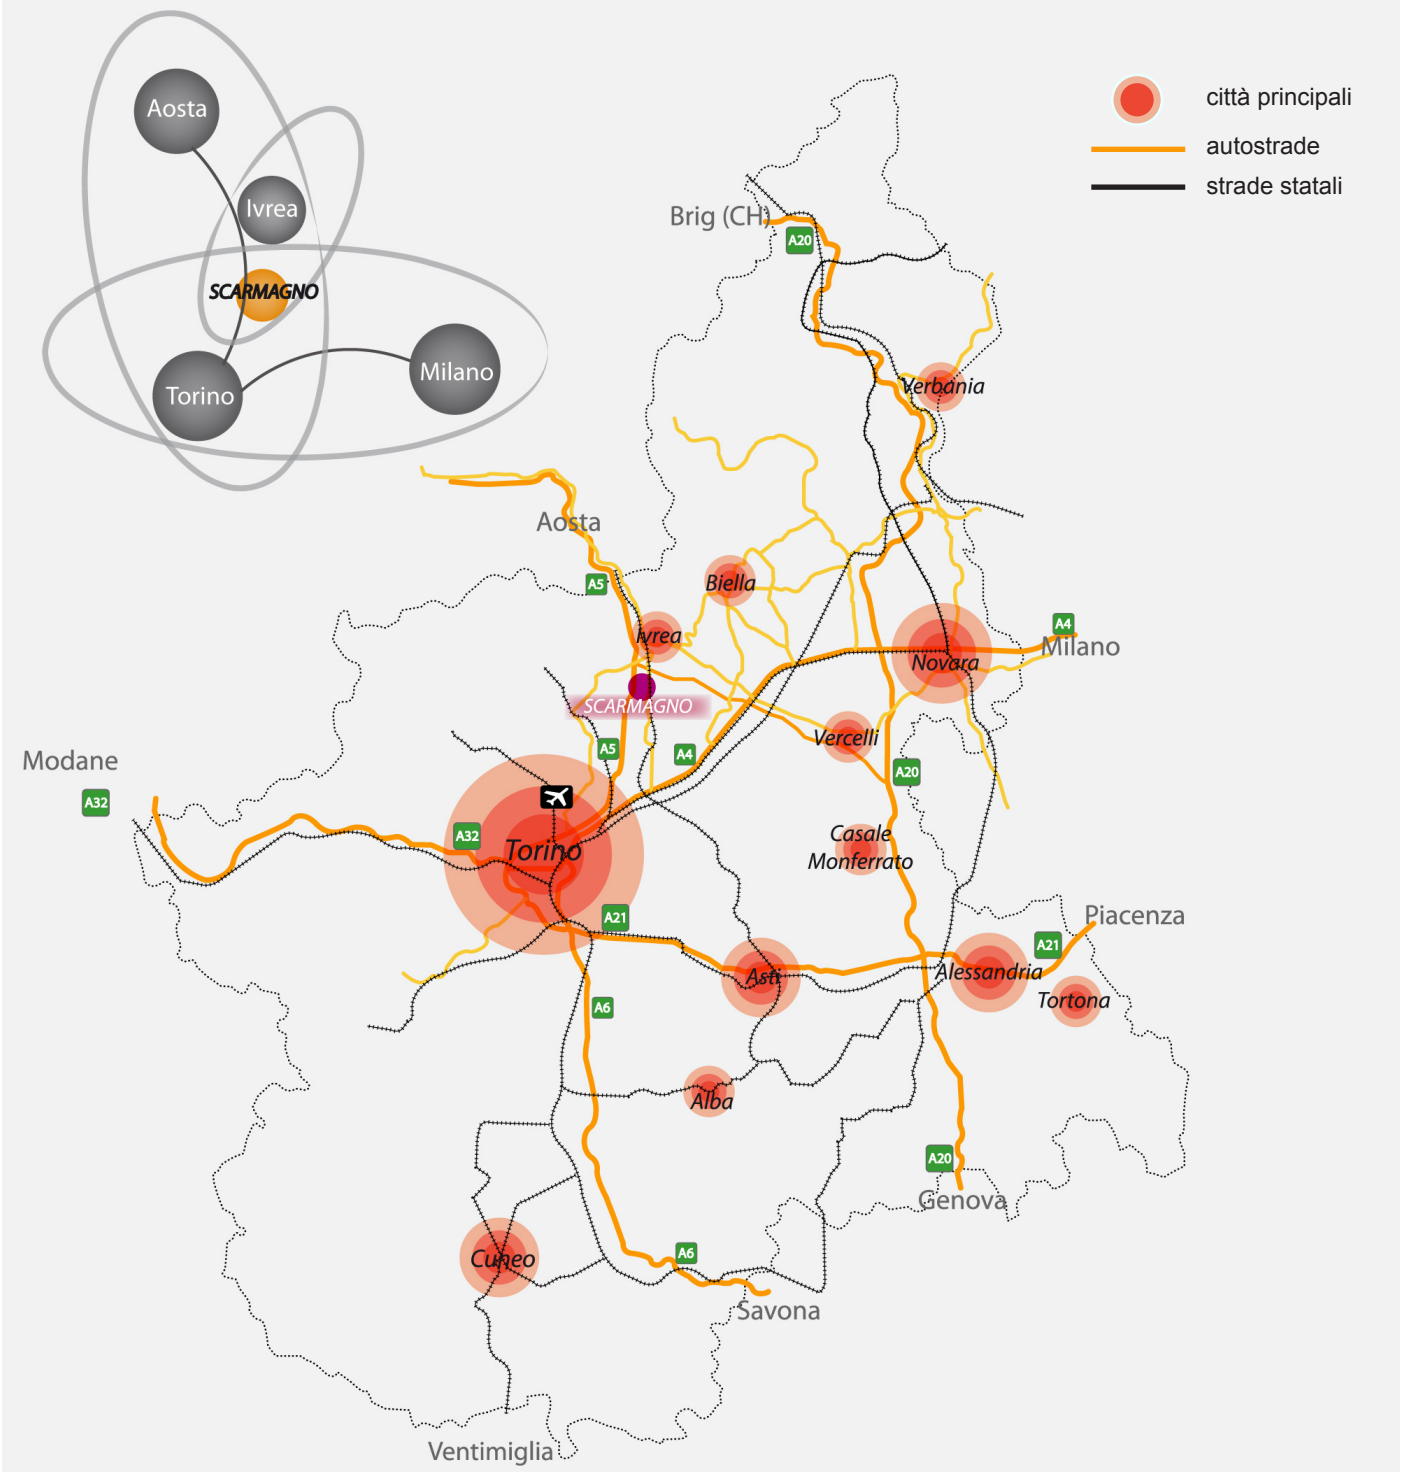 Aosta
Ivrea
SCARMAGNO
Torino
Milano
città principali
autostrade
strade statali
Brig (CH)
A20
Verbania
Aosta
A5
Biella
Ivrea
A4
Milano
Novara
SCARMAGNO
Vercelli
A5
A4
Modane
A20
A32
A32
Torino
Casale
Monferrato
A21
Piacenza
A21
Asti
Alessandria
Tortona
A6
Alba
A20
Genova
Cuneo
A6
Savona
Ventimiglia